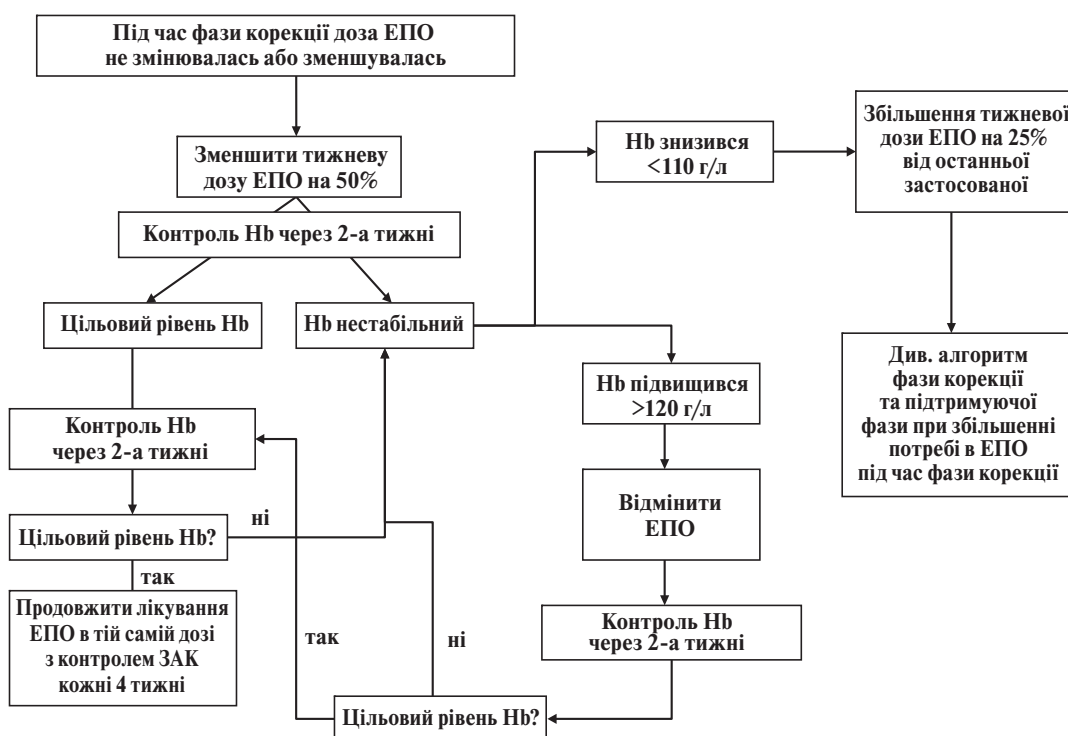 Під час фази корекції доза ЕПО
не змінювалась або зменшувалась
Зменшити тижневу
дозу ЕПО на 50%
Контроль Hb через 2-а тижні
Цільовий рівень Hb
Hb нестабільний
Hb знизився
<110 г/л
Збільшення тижневої
дози ЕПО на 25%
від останньої
застосованої
Див. алгоритм
фази корекції
та підтримуючої
фази при збільшенні
потребі в ЕПО
під час фази корекції
Hb підвищився
>120 г/л
Відмінити
ЕПО
Контроль Hb
через 2-а тижні
Цільовий рівень Hb?
так
ні
Контроль Hb
через 2-а тижні
Цільовий рівень Hb?
ні
так
Продовжити лікування
ЕПО в тій самій дозі
з контролем ЗАК
кожні 4 тижні